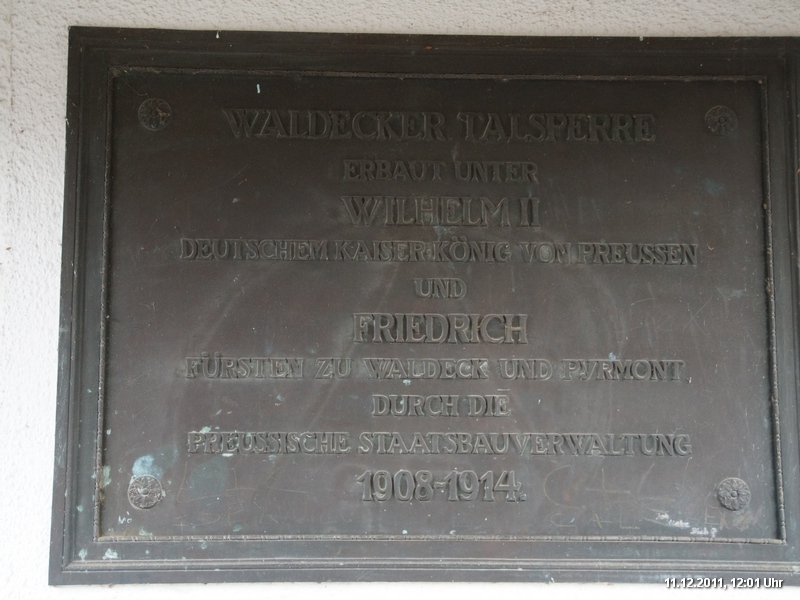 WALDECKER TALSPERRE
ERBAUT UNTER
WILHELM II
DEUTSCHEM KAISER·KÖNIG VOM PREUSSEN
UND
FRIEDRICH
FÜRSTEN ZU WALDECK UND PYRMONT
DURCH DIE
PREUSSISCHE STAATSBAUVERWALTUNG
1908-1914.
11.12.2011, 12:01 Uhr